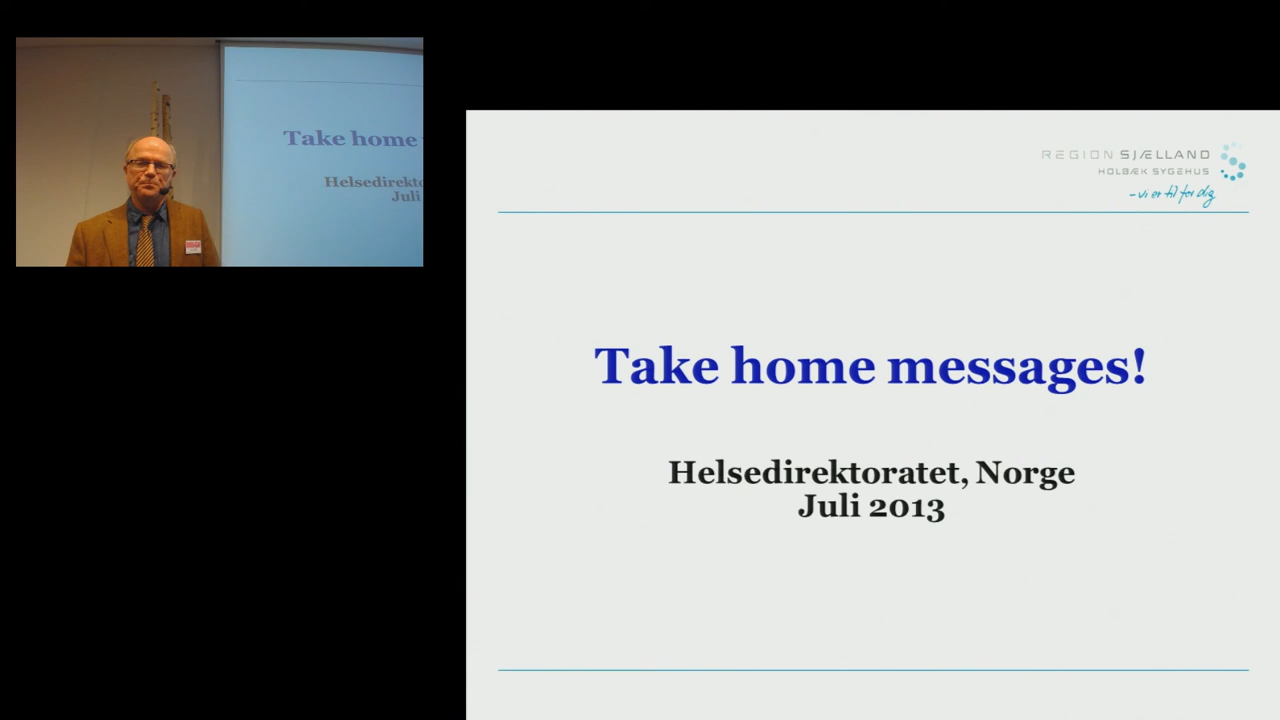 Take home
Helsedirekto
Juli
REGION SJÆLLAND
HOLBÆK SYGEHUS
- vi er til for dig
Take home messages!
Helsedirektoratet, Norge
Juli 2013